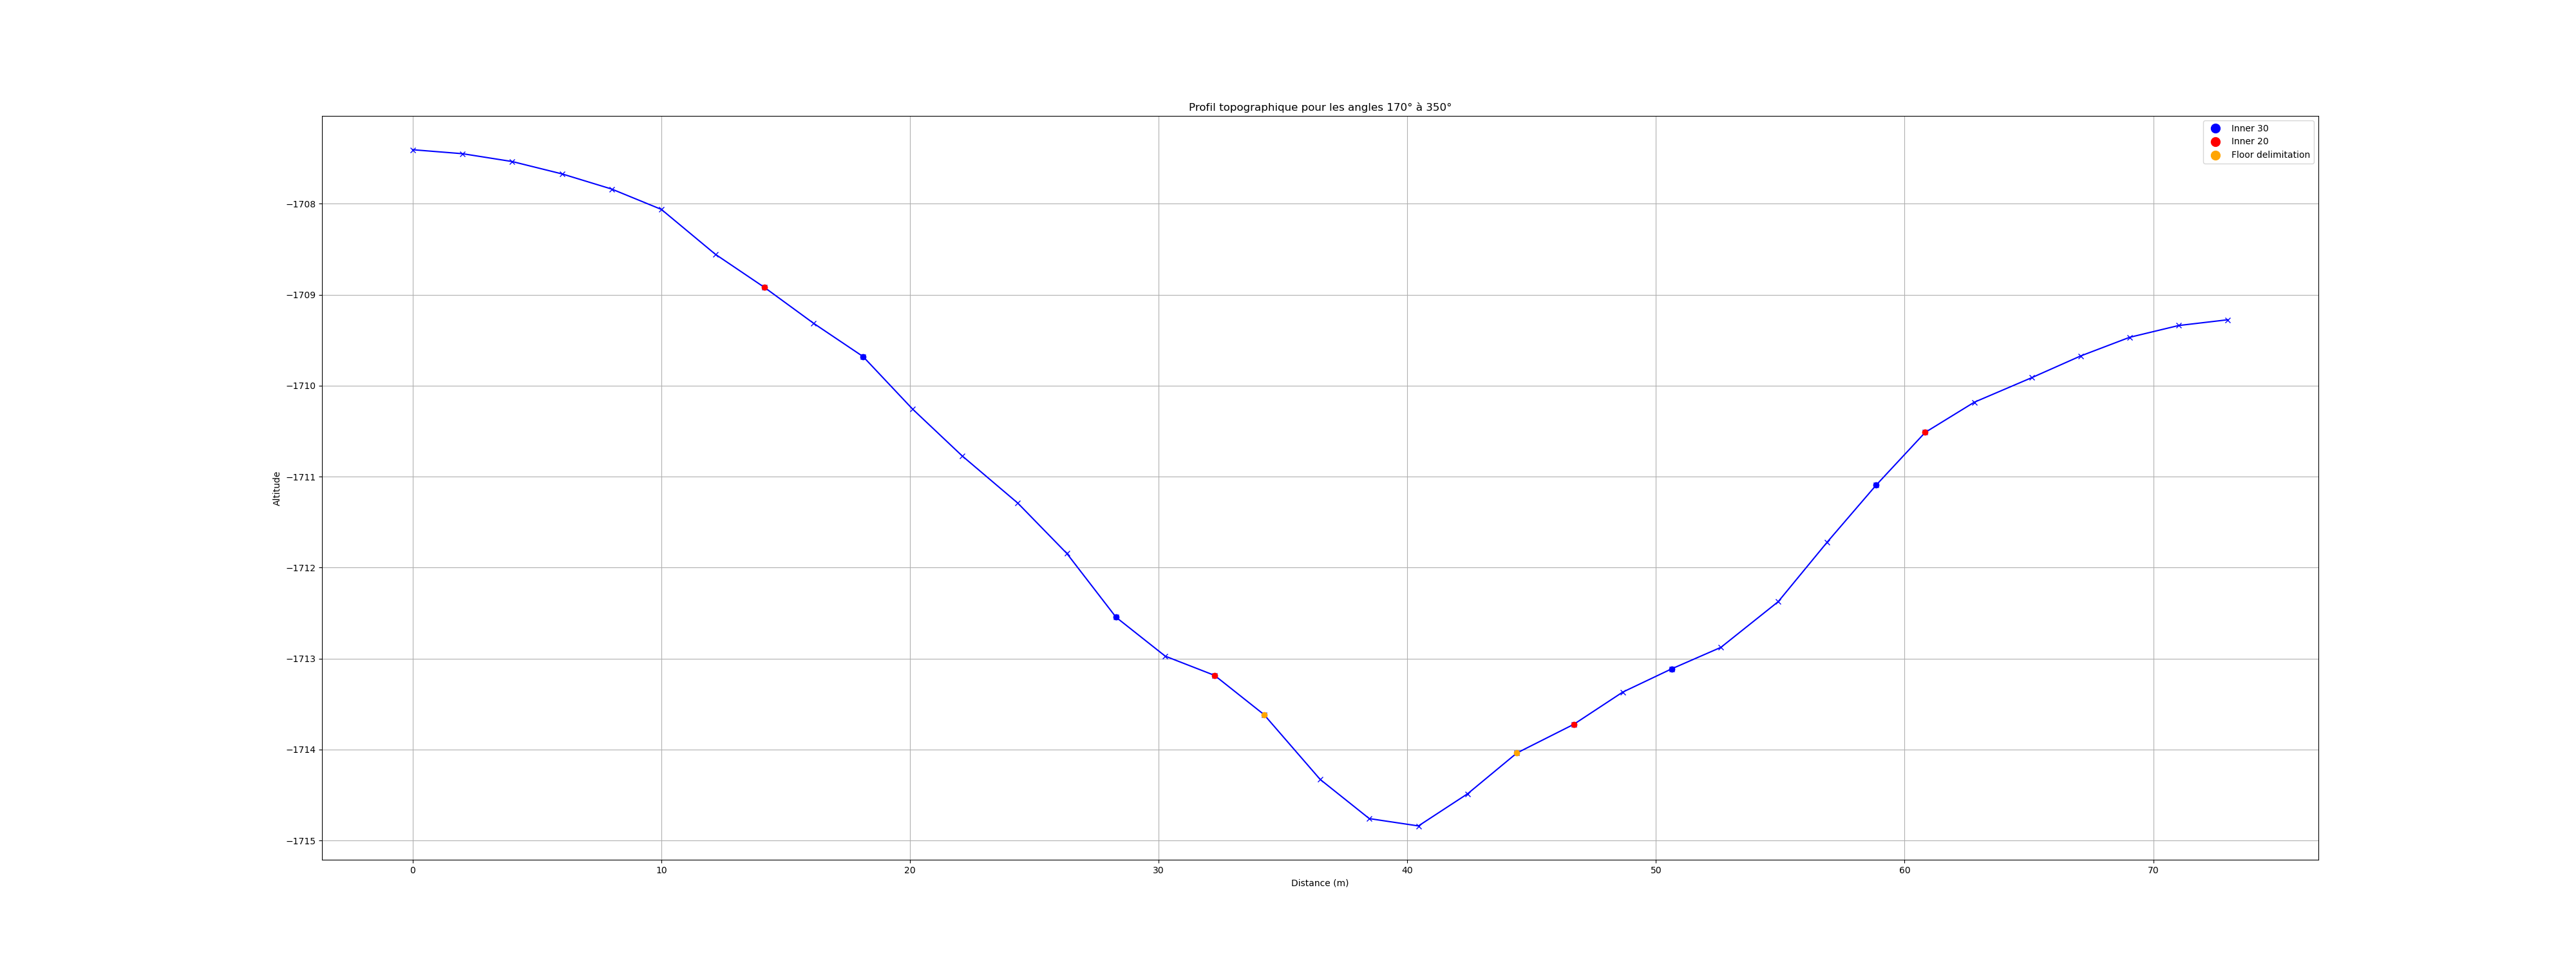 Profil topographique pour les angles 170° à 350°
Inner 30
Inner 20
Floor delimitation
Altitude
−1708
−1709
−1710
−1711
−1712
−1713
−1714
−1715
0 10 20 30 40 50 60 70
Distance (m)